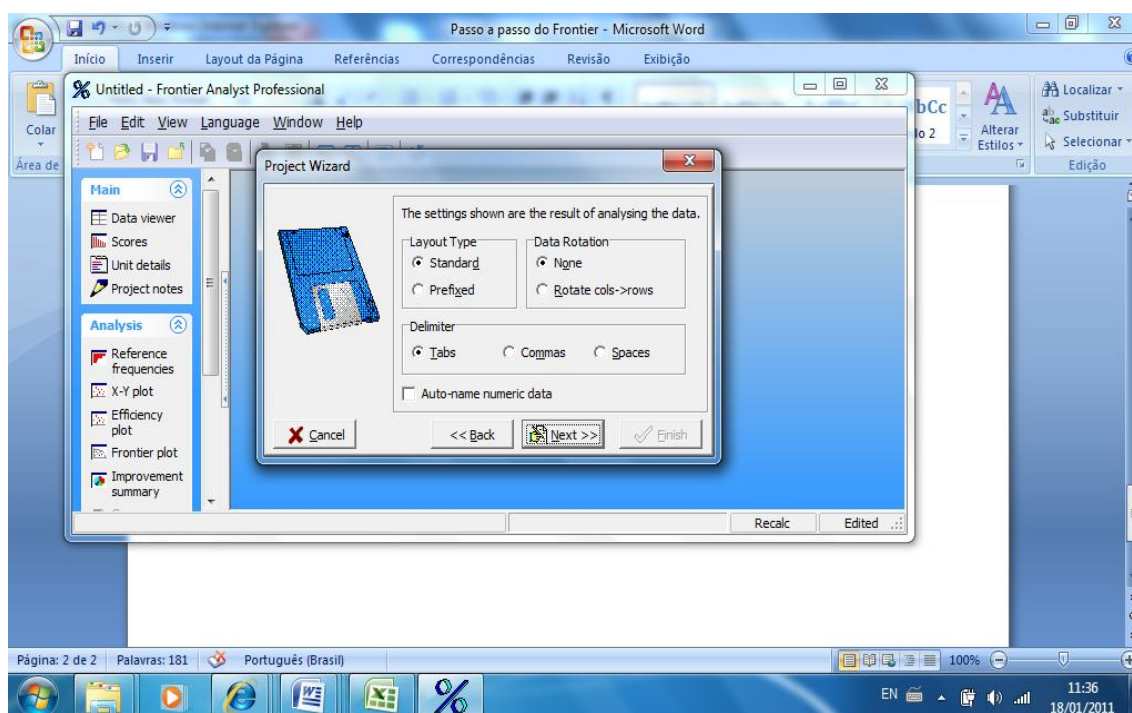 Passo a passo do Frontier - Microsoft Word
Início Inserir Layout da Página Referências Correspondências Revisão Exibição
Colar
Área de
bCc
lo 2
Alterar
Estilos
Localizar
Substituir
Selecionar
Edição
Untitled - Frontier Analyst Professional
File Edit View Language Window Help
Main
Data viewer
Scores
Unit details
Project notes
Analysis
Reference
frequencies
X-Y plot
Efficiency
plot
Frontier plot
Improvement
summary
Project Wizard
The settings shown are the result of analysing the data.
Layout Type
Standard
Prefixed
Data Rotation
None
Rotate cols->rows
Delimiter
Tabs Commas Spaces
Auto-name numeric data
Cancel << Back Next >> Finish
Recalc Edited
Página: 2 de 2 Palavras: 181 Português (Brasil) 100%
EN 11:36
18/01/2011